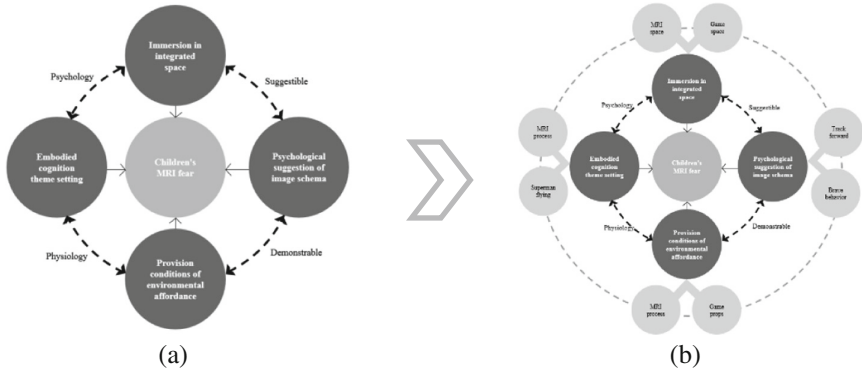 Immersion in
integrated
space
Psychology
Suggestible
Embodied
cognition
theme setting
Children's
MRI fear
Psychological
suggestion of
image schema
Physiology
Demonstrable
Provision
conditions of
environmental
affordance
(a)
MRI
space
Game
space
Immersion in
integrated
space
Psychology
Suggestible
MRI
process
Track
forward
Embodied
cognition
theme setting
Children's
MRI fear
Psychological
suggestion of
image schema
Superman
flying
Brave
behavior
Physiology
Demonstrable
Provision
conditions of
environmental
affordance
MRI
process
Game
props
(b)